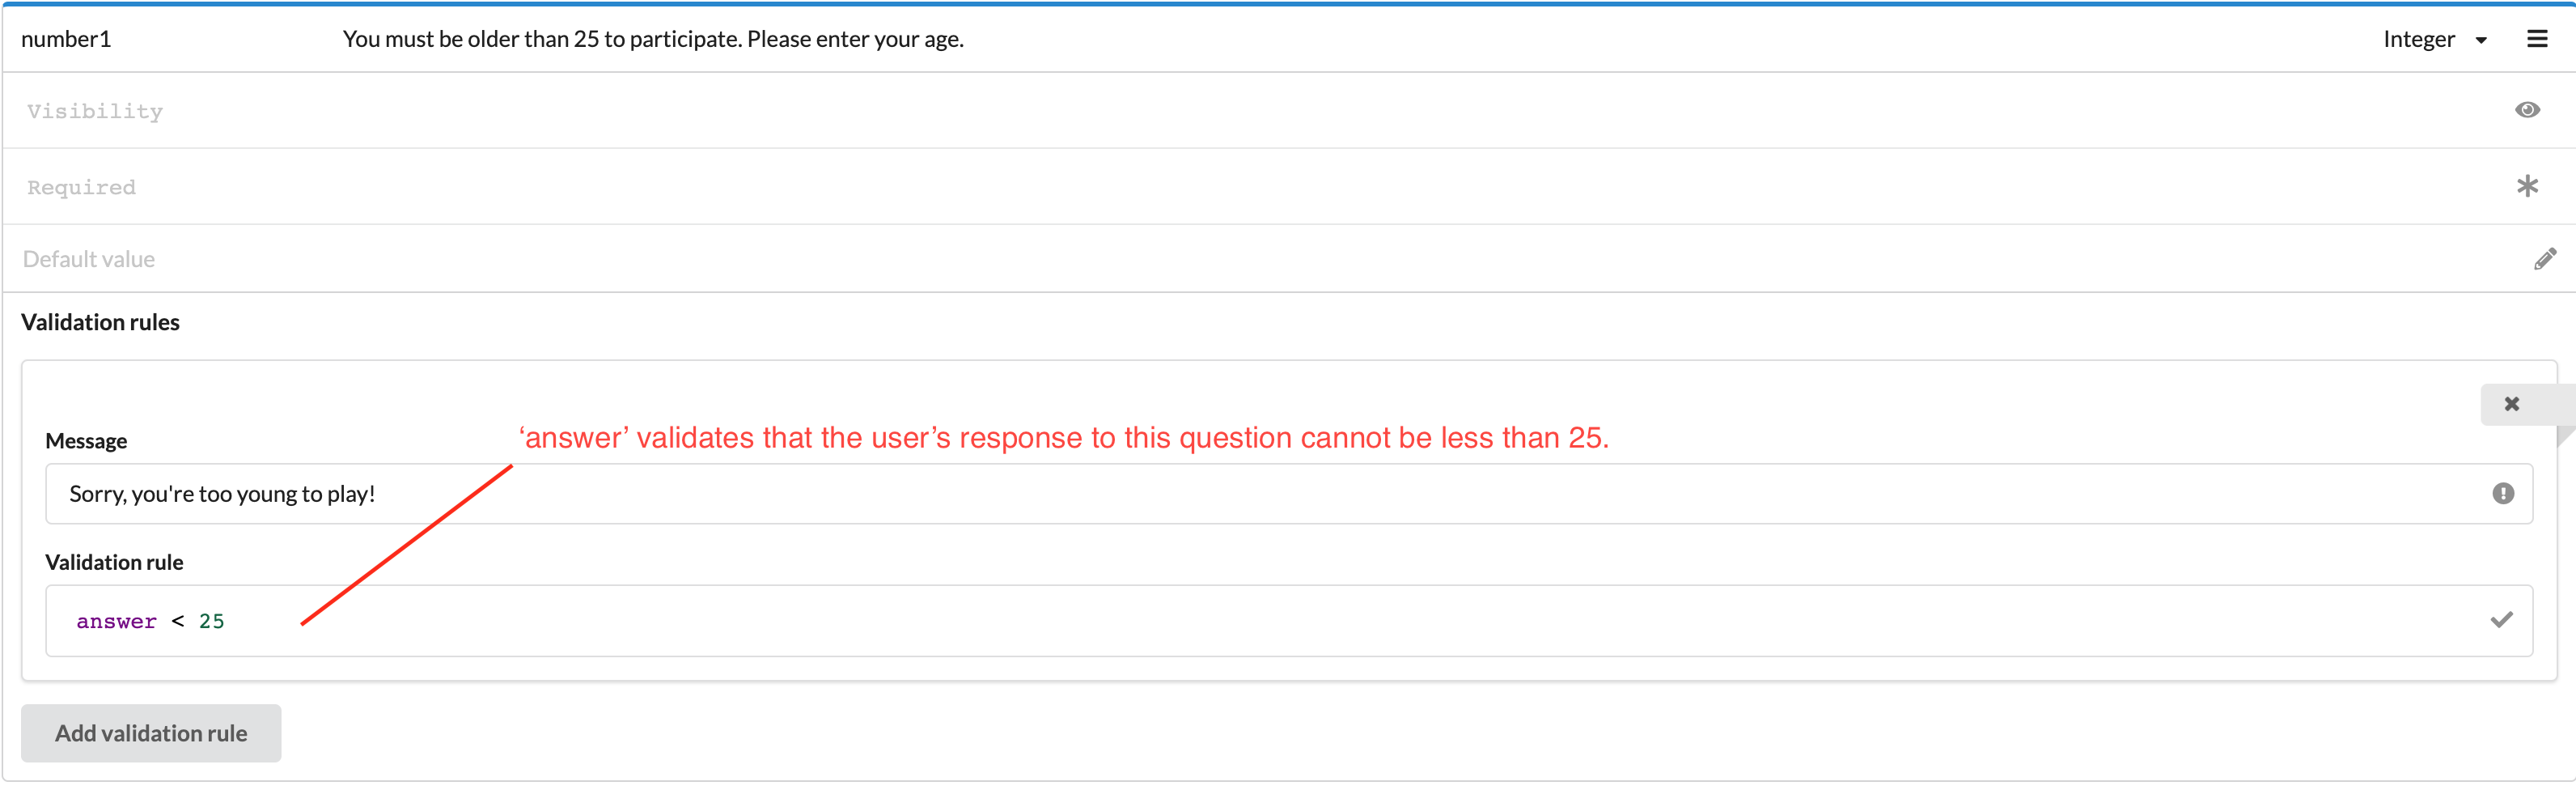 number1 You must be older than 25 to participate. Please enter your age. Integer
Visibility
Required
Default value
Validation rules
‘answer’ validates that the user’s response to this question cannot be less than 25.
Message
Sorry, you're too young to play!
Validation rule
answer < 25
Add validation rule